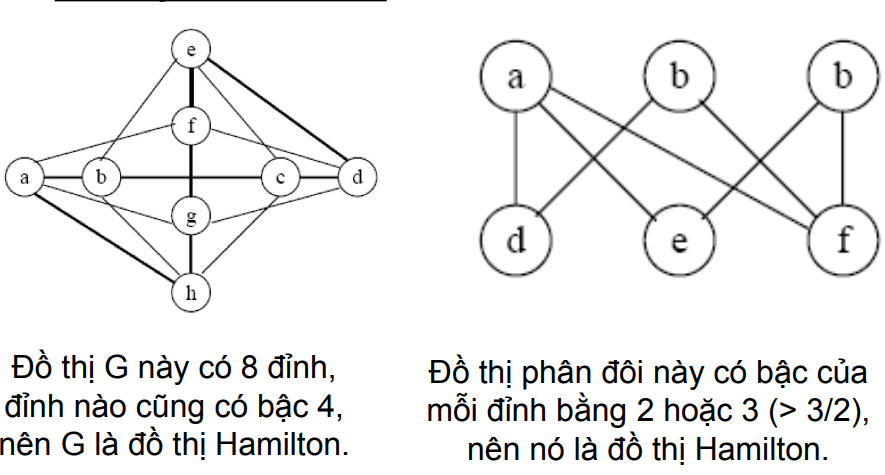 e
f
a b c d
g
h
a b b
d e f
Đồ thị G này có 8 đỉnh,
đỉnh nào cũng có bậc 4,
nên G là đồ thị Hamilton.
Đồ thị phân đôi này có bậc của
mỗi đỉnh bằng 2 hoặc 3 (> 3/2),
nên nó là đồ thị Hamilton.